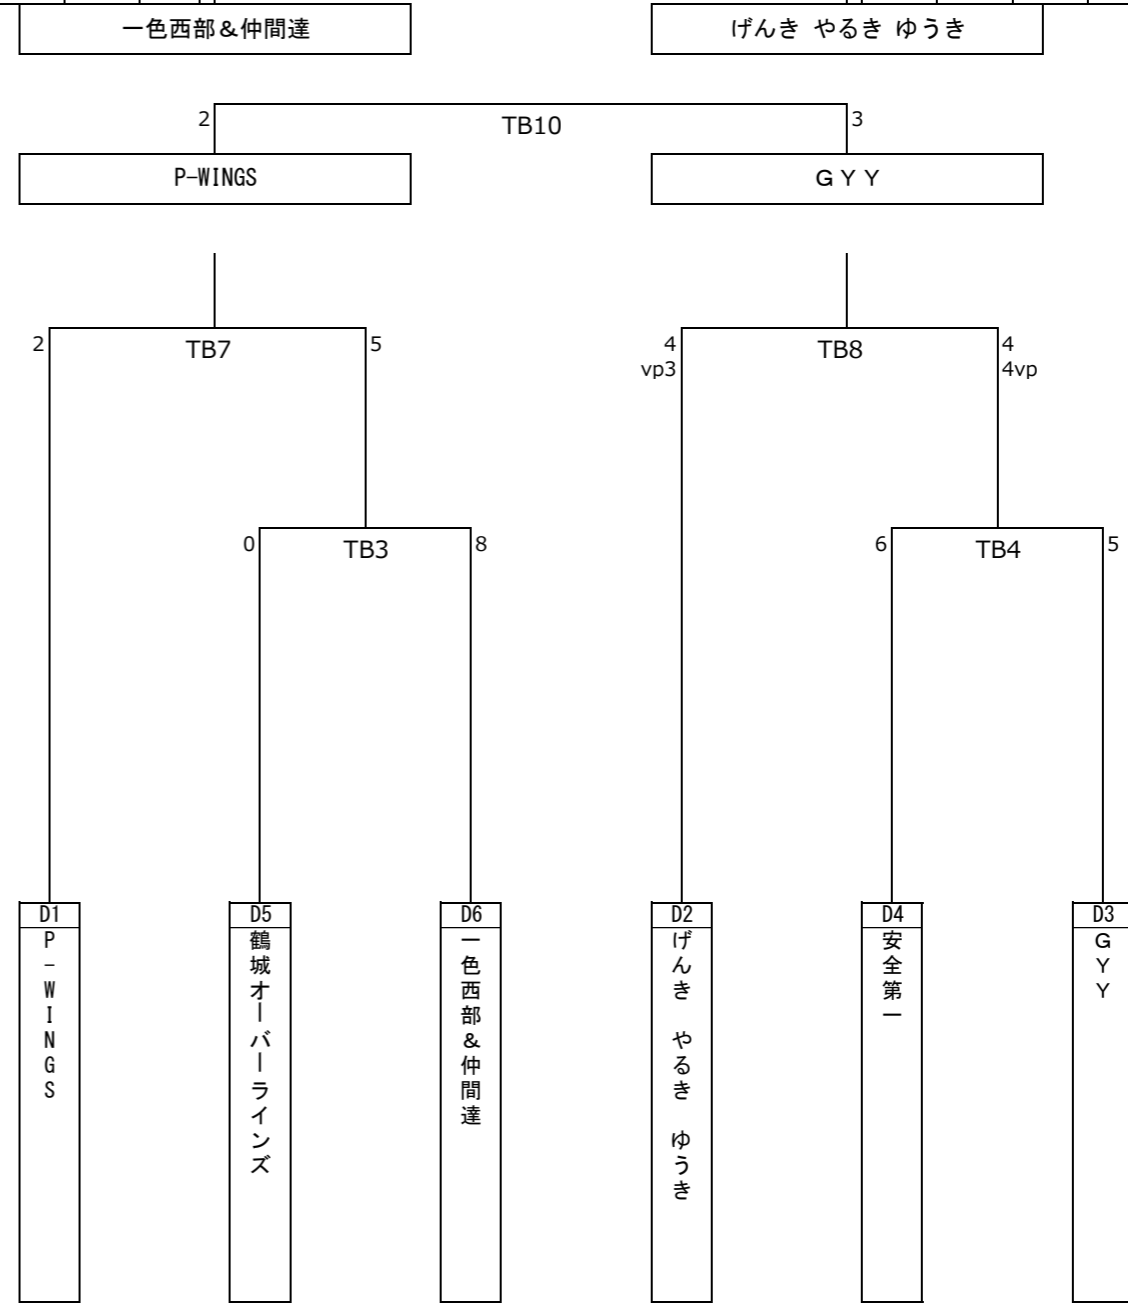 一色西部＆仲間達
げんき やるき ゆうき
2
TB10
3
P-WINGS
ＧＹＹ
2
TB7
5
4
vp3
TB8
4
4vp
0
TB3
8
6
TB4
5
D1
P-WINGS
D5
鶴城オーバーラインズ
D6
一色西部＆仲間達
D2
げんき やるき ゆうき
D4
安全第一
D3
ＧＹＹ